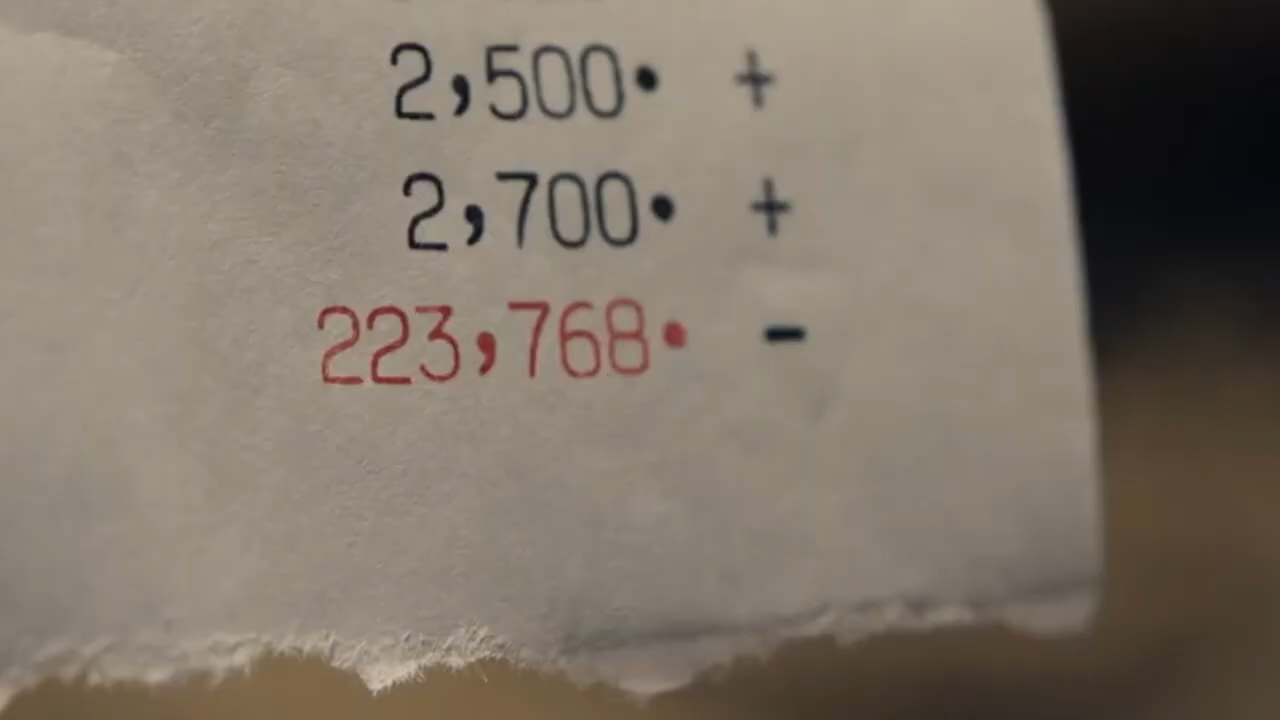 2,500. +
2,700. +
223,768. -